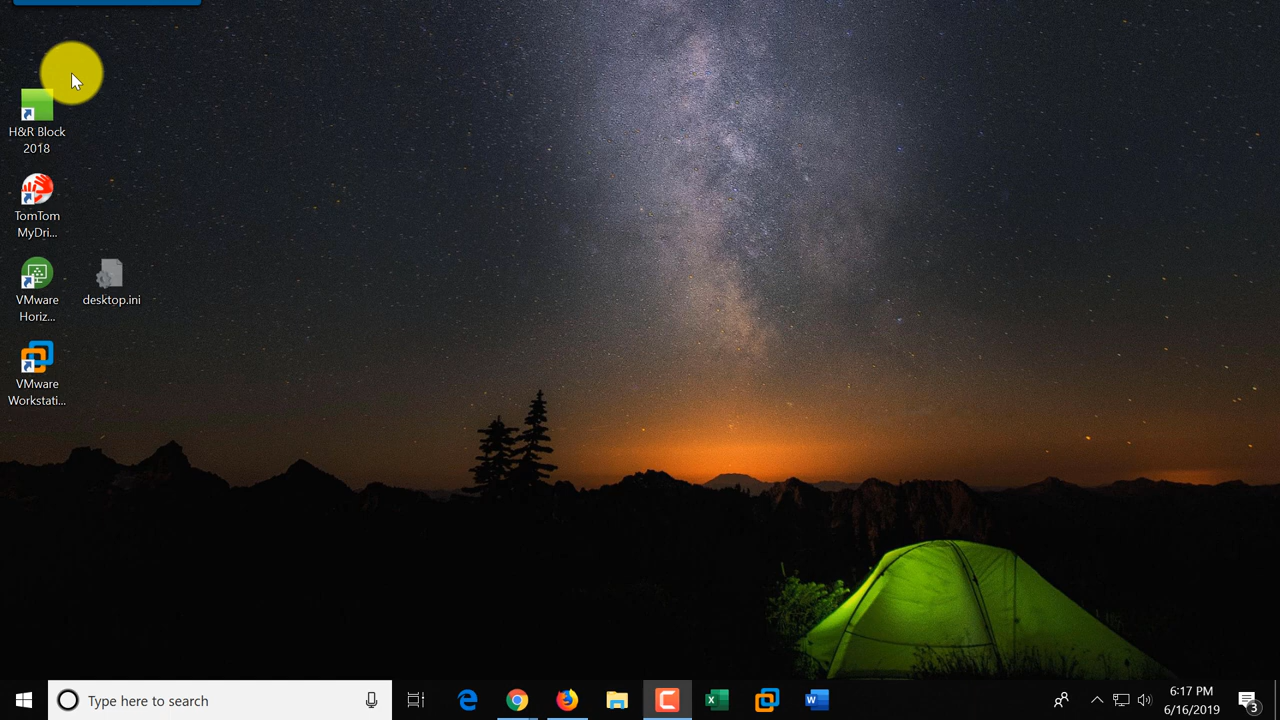 H&R Block
2018
TomTom
MyDri...
VMware
Horiz...
desktop.ini
VMware
Workstati...
Type here to search
6:17 PM
6/16/2019
3